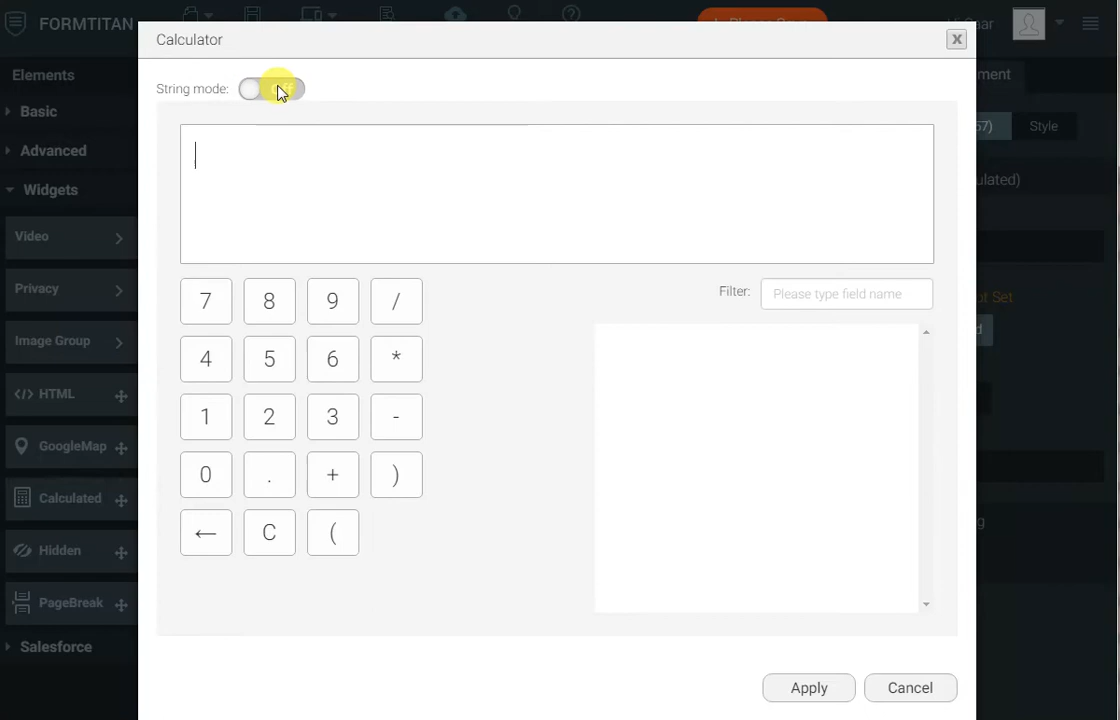 FORMTITAN
Calculator
X
String mode:
Off
Elements
Basic
Advanced
Widgets
Video
Privacy
Image Group
</> HTML
GoogleMap
Calculated
Hidden
PageBreak
Salesforce
7 8 9 /
4 5 6 *
1 2 3 -
0 . + )
← C (
Filter:
Please type field name
Apply
Cancel
Style